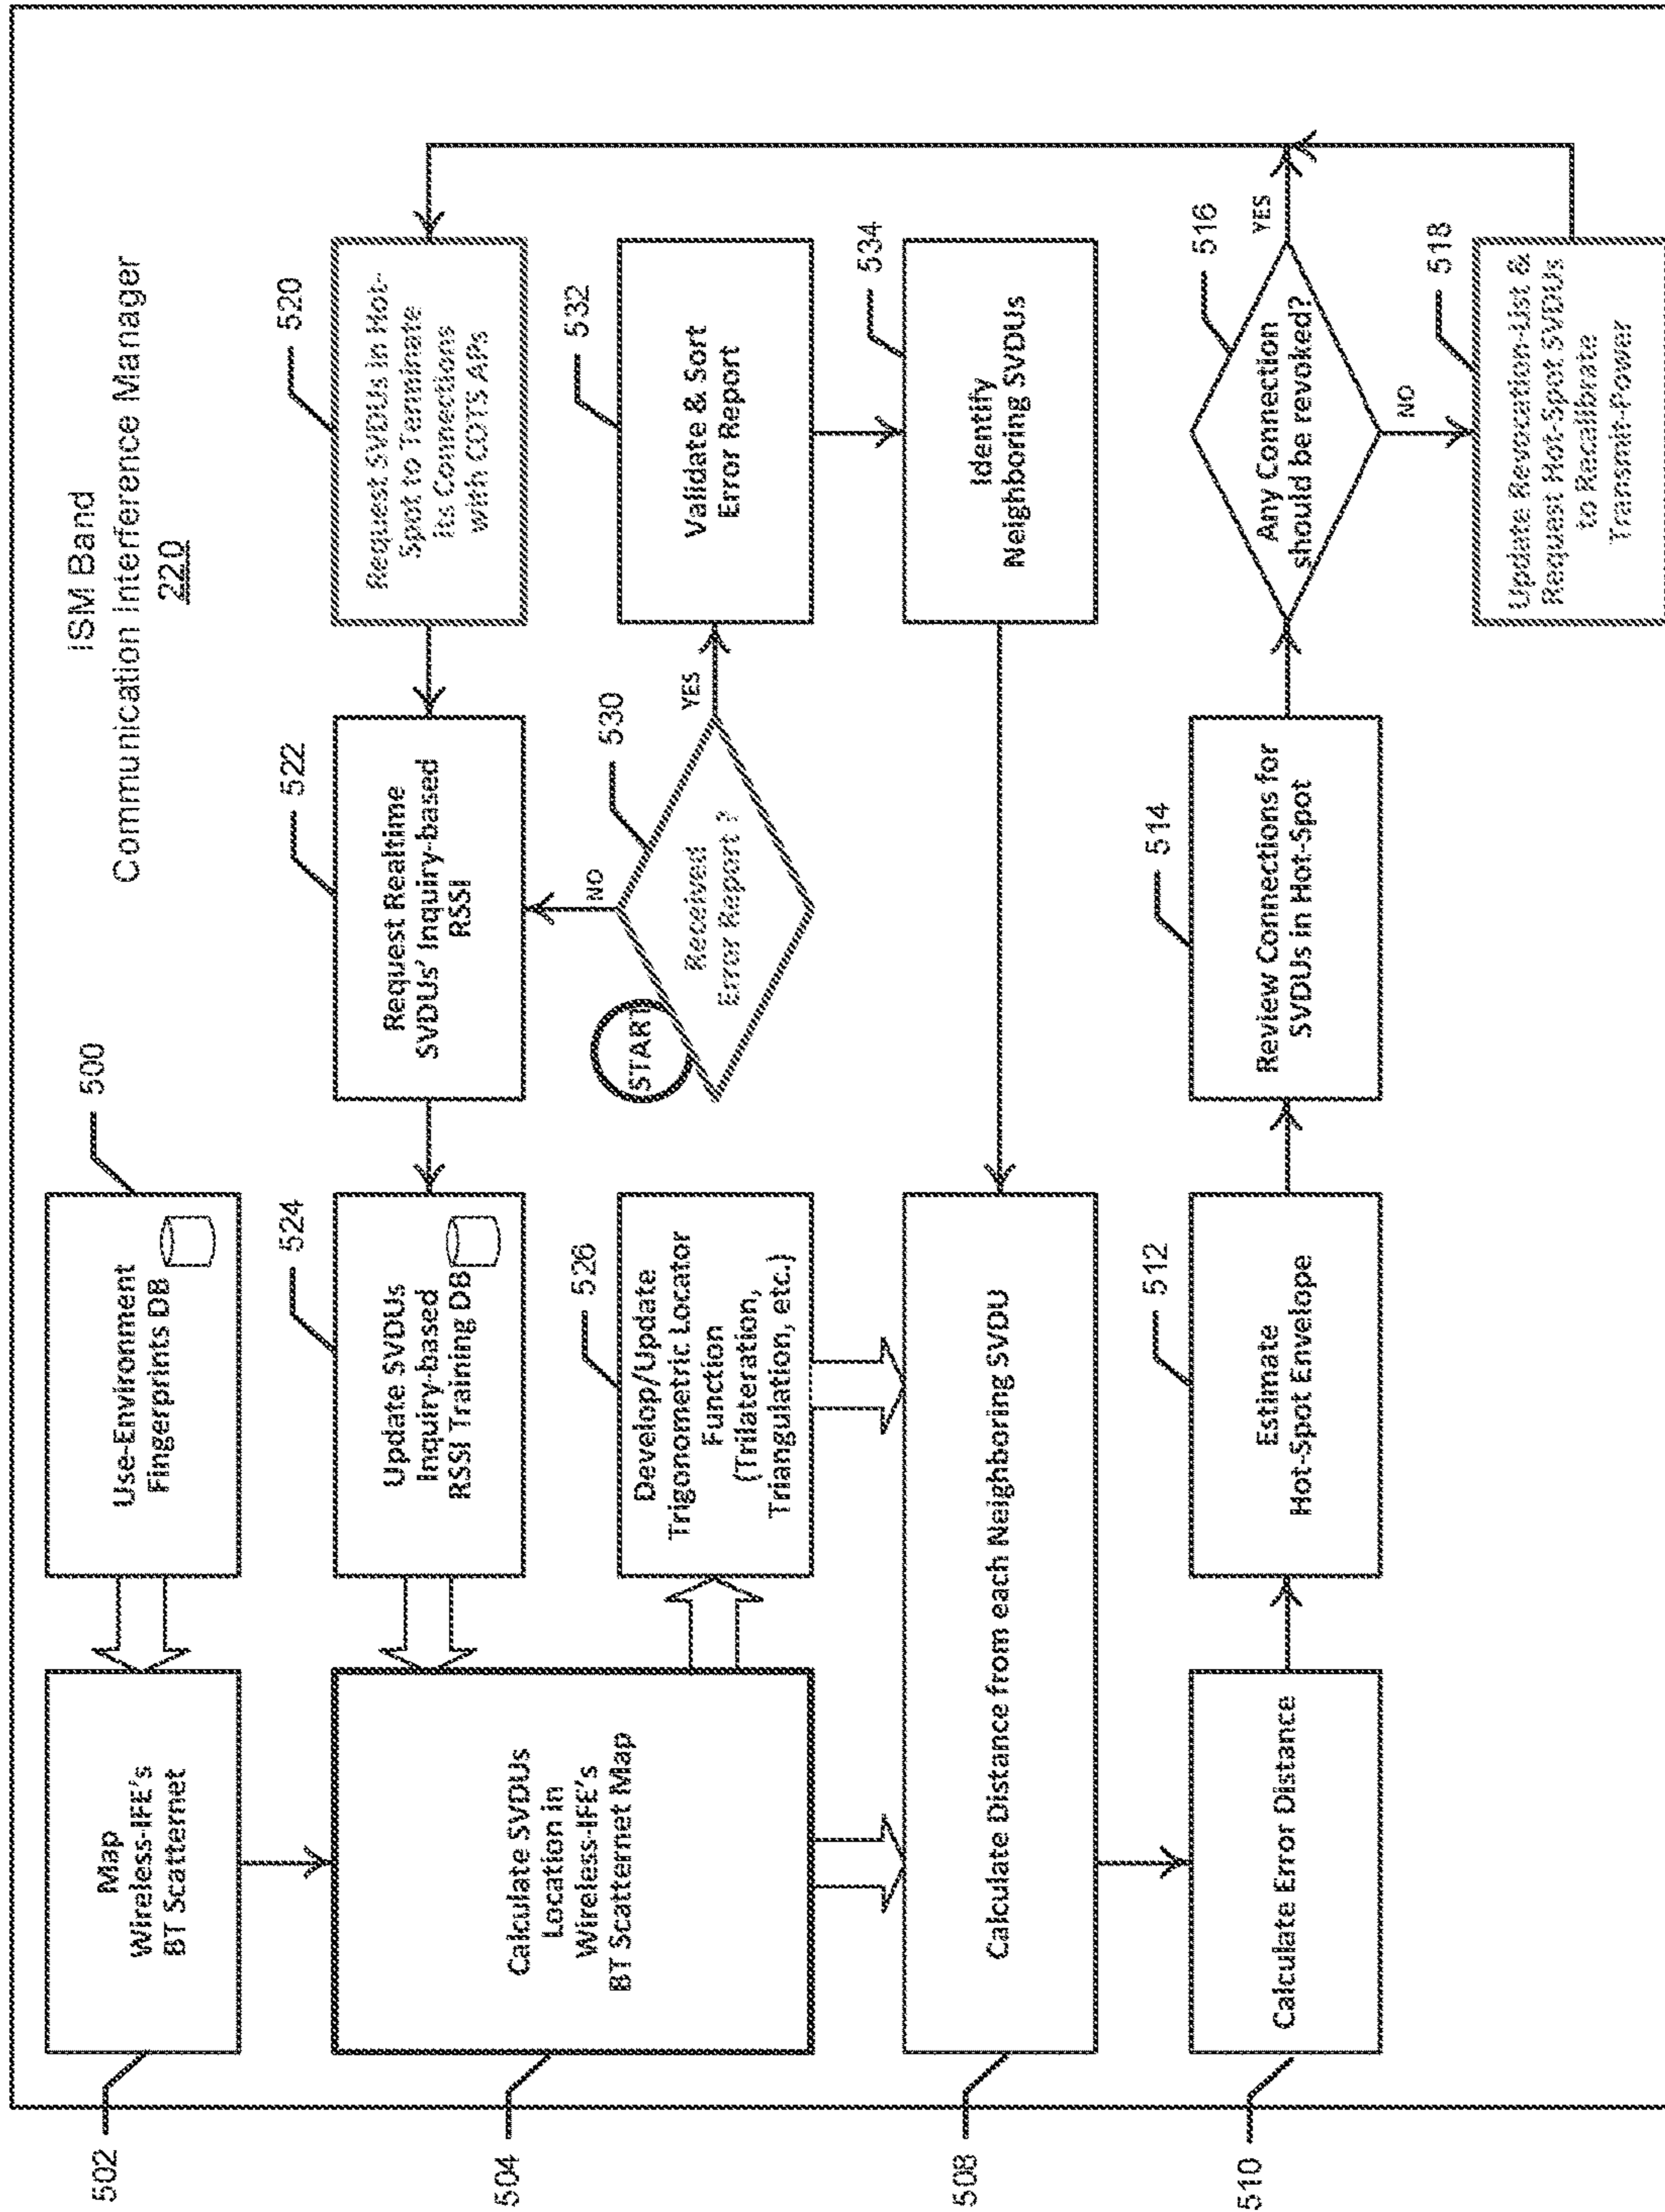 ISM Band
Communication Interference Manager
220
502
Map
Wireless-IFE's
BT Scatternet
500
Use-Environment
Fingerprints DB
504
Calculate SVDUs
Location in
Wireless-IFE's
BT Scatternet Map
524
Update SVDUs
Inquiry-based
RSSI Training DB
522
Request Realtime
SVDUs' Inquiry-based
RSSI
520
Request SVDUs in Hot-
Spot to Terminate
its Connections
with COTS APs
526
Develop/Update
Trigonometric Locator
Function
(Trilateration,
Triangulation, etc.)
START
530
Received
Error Report ?
NO
YES
532
Validate & Sort
Error Report
508
Calculate Distance from each Neighboring SVDU
534
Identify
Neighboring SVDUs
510
Calculate Error Distance
512
Estimate
Hot-Spot Envelope
514
Review Connections for
SVDUs in Hot-Spot
516
Any Connection
should be revoked?
YES
NO
518
Update Revocation-List &
Request Hot-Spot SVDUs
to Recalibrate
Transmit-Power